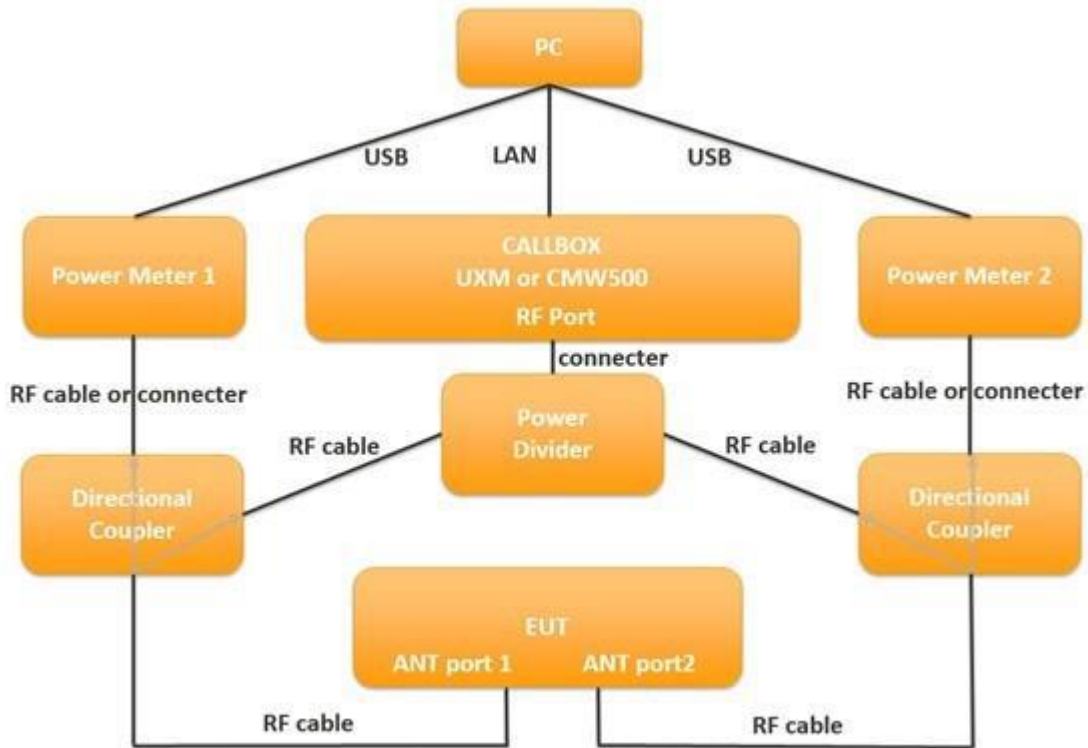 PC
USB
LAN
USB
Power Meter 1
CALLBOX
UXM or CMW500
RF Port
Power Meter 2
connecter
RF cable or connecter
RF cable or connecter
Power
Divider
RF cable
RF cable
Directional
Coupler
Directional
Coupler
EUT
ANT port 1
ANT port2
RF cable
RF cable